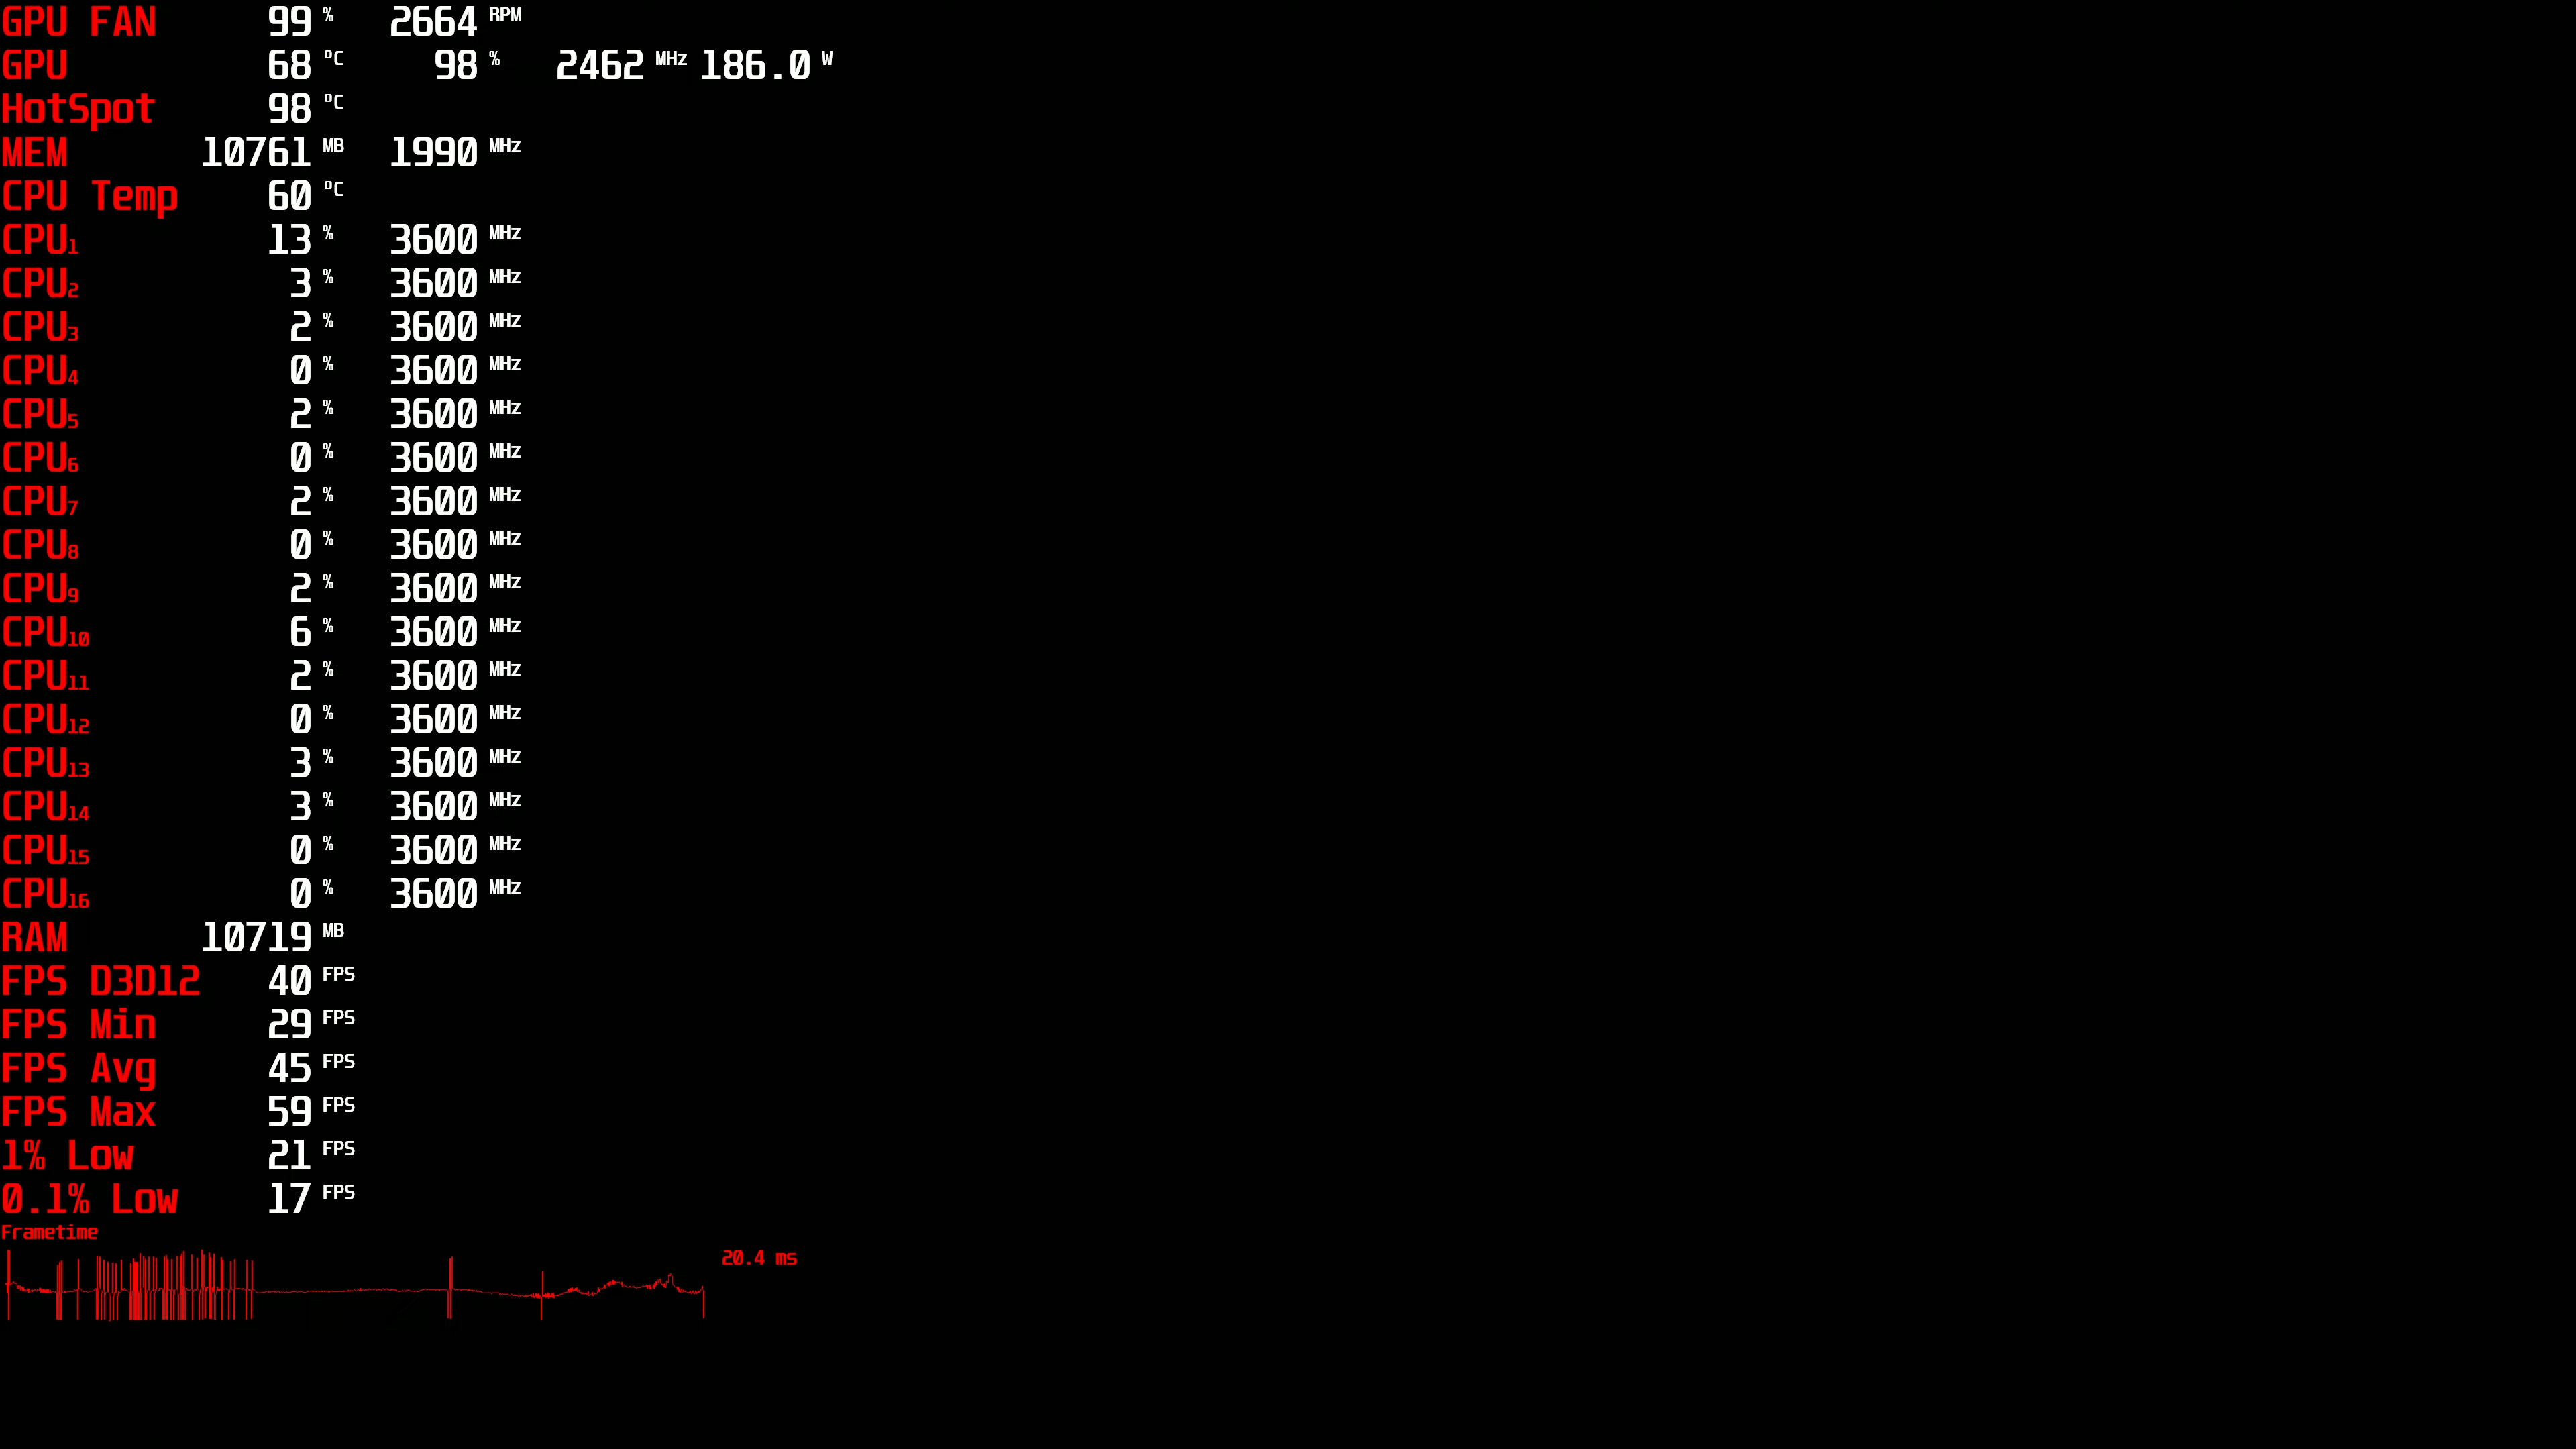 GPU FAN 99 % 2664 RPM
GPU 68 °C 98 % 2462 MHz 186.0 W
HotSpot 98 °C
MEM 10761 MB 1990 MHz
CPU Temp 60 °C
CPU1 13 % 3600 MHz
CPU2 3 % 3600 MHz
CPU3 2 % 3600 MHz
CPU4 0 % 3600 MHz
CPU5 2 % 3600 MHz
CPU6 0 % 3600 MHz
CPU7 2 % 3600 MHz
CPU8 0 % 3600 MHz
CPU9 2 % 3600 MHz
CPU10 6 % 3600 MHz
CPU11 2 % 3600 MHz
CPU12 0 % 3600 MHz
CPU13 3 % 3600 MHz
CPU14 3 % 3600 MHz
CPU15 0 % 3600 MHz
CPU16 0 % 3600 MHz
RAM 10719 MB
FPS D3D12 40 FPS
FPS Min 29 FPS
FPS Avg 45 FPS
FPS Max 59 FPS
1% Low 21 FPS
0.1% Low 17 FPS
Frametime
20.4 ms